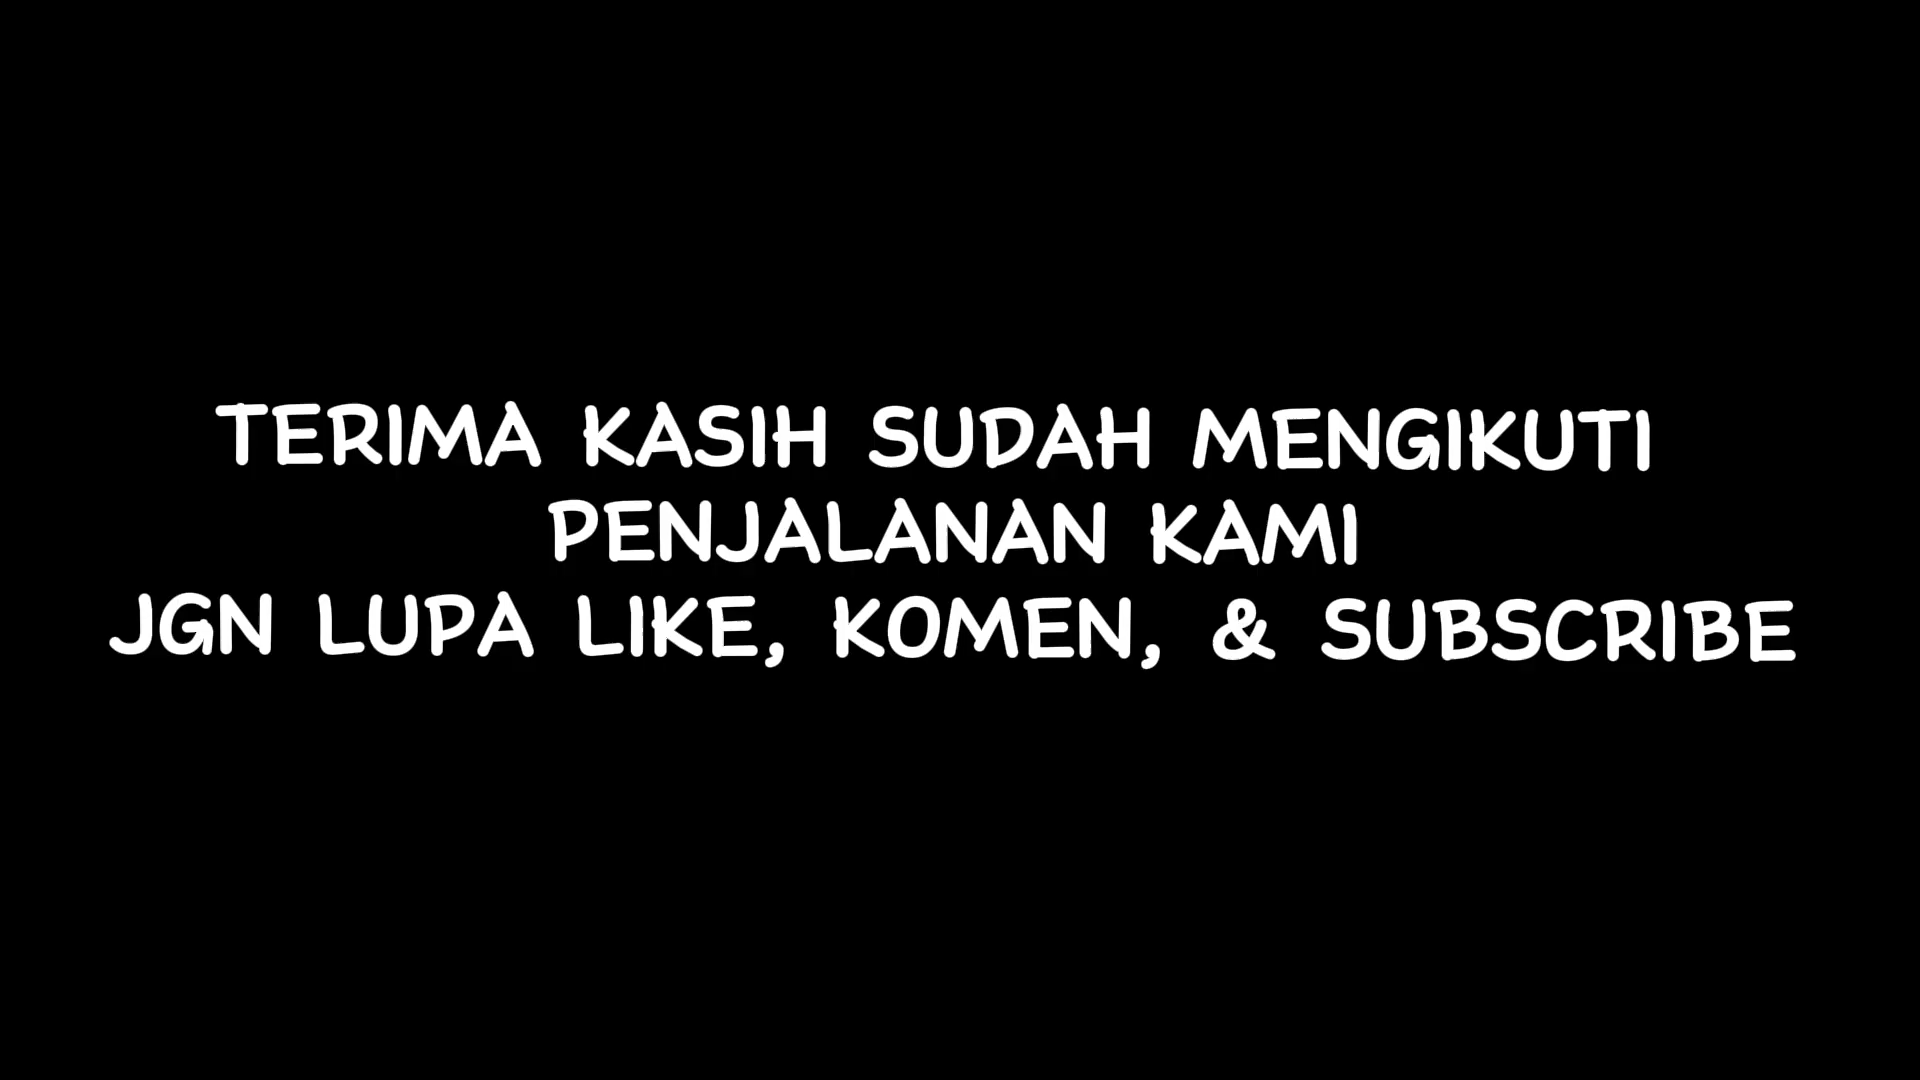 TERIMA KASIH SUDAH MENGIKUTI
PENJALANAN KAMI
JGN LUPA LIKE, KOMEN, & SUBSCRIBE